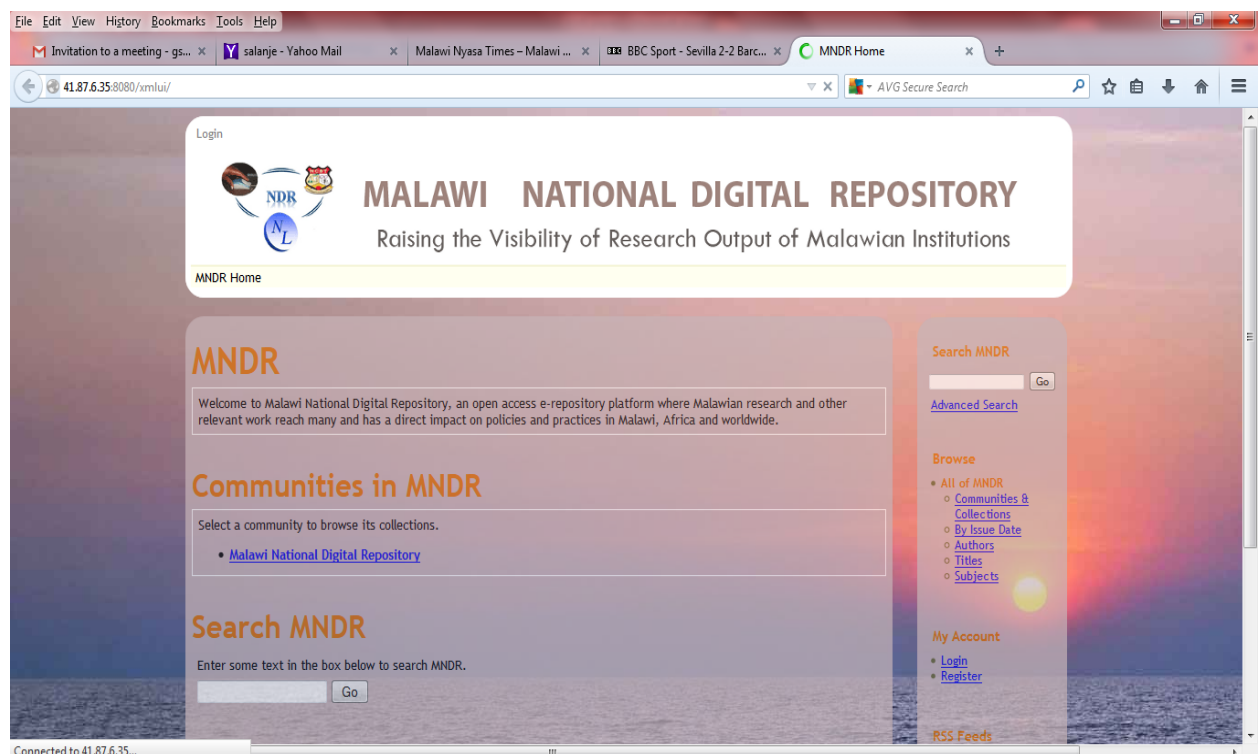 File Edit View History Bookmarks Tools Help
Invitation to a meeting - gs... × salanje - Yahoo Mail × Malawi Nyasa Times – Malawi ... × BBC BBC Sport - Sevilla 2-2 Barc... × MNDR Home × +
41.87.6.35:8080/xmlui/ AVG Secure Search
Login
NDR
NL
MALAWI NATIONAL DIGITAL REPOSITORY
Raising the Visibility of Research Output of Malawian Institutions
MNDR Home
MNDR
Welcome to Malawi National Digital Repository, an open access e-repository platform where Malawian research and other
relevant work reach many and has a direct impact on policies and practices in Malawi, Africa and worldwide.
Communities in MNDR
Select a community to browse its collections.
• Malawi National Digital Repository
Search MNDR
Enter some text in the box below to search MNDR.
Go
Search MNDR
Go
Advanced Search
Browse
• All of MNDR
Communities &
Collections
By Issue Date
Authors
Titles
Subjects
My Account
• Login
• Register
RSS Feeds
Connected to 41.87.6.35...